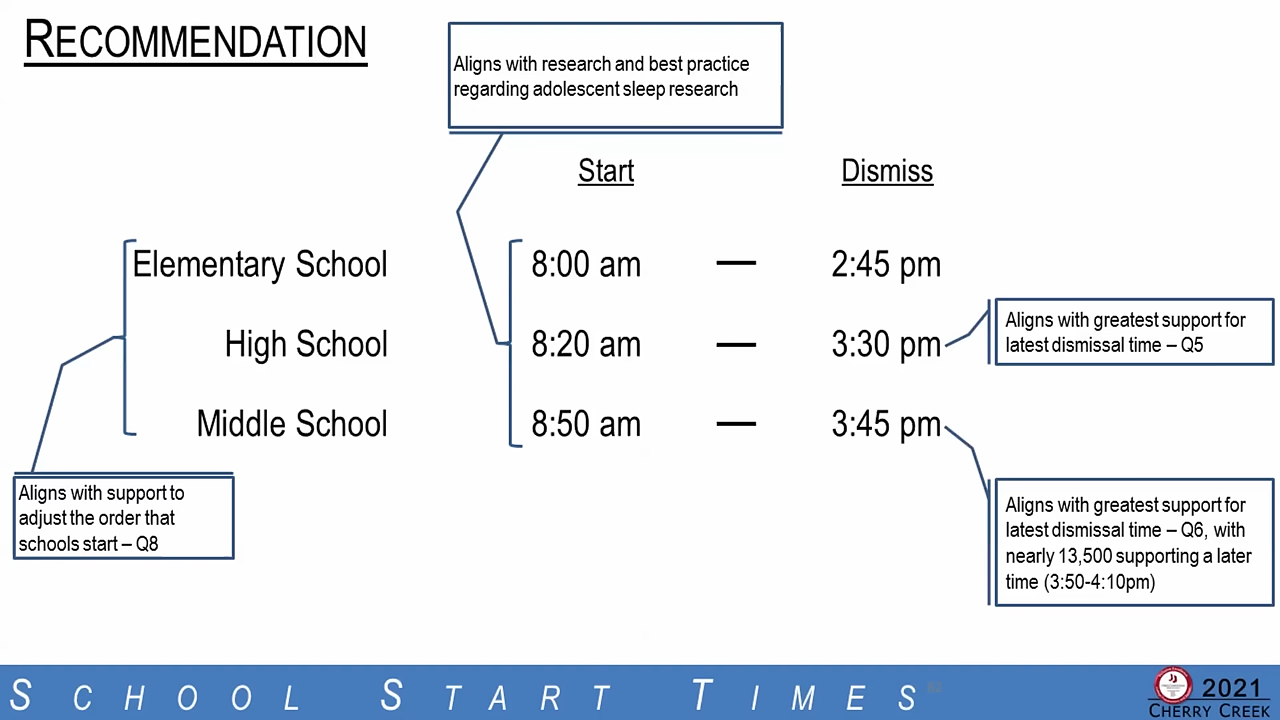 RECOMMENDATION
Aligns with research and best practice
regarding adolescent sleep research
Start Dismiss
Elementary School 8:00 am — 2:45 pm
High School 8:20 am — 3:30 pm
Middle School 8:50 am — 3:45 pm
Aligns with greatest support for
latest dismissal time – Q5
Aligns with support to
adjust the order that
schools start – Q8
Aligns with greatest support for
latest dismissal time – Q6, with
nearly 13,500 supporting a later
time (3:50-4:10pm)
SCHOOL START TIMES
2021
CHERRY CREEK